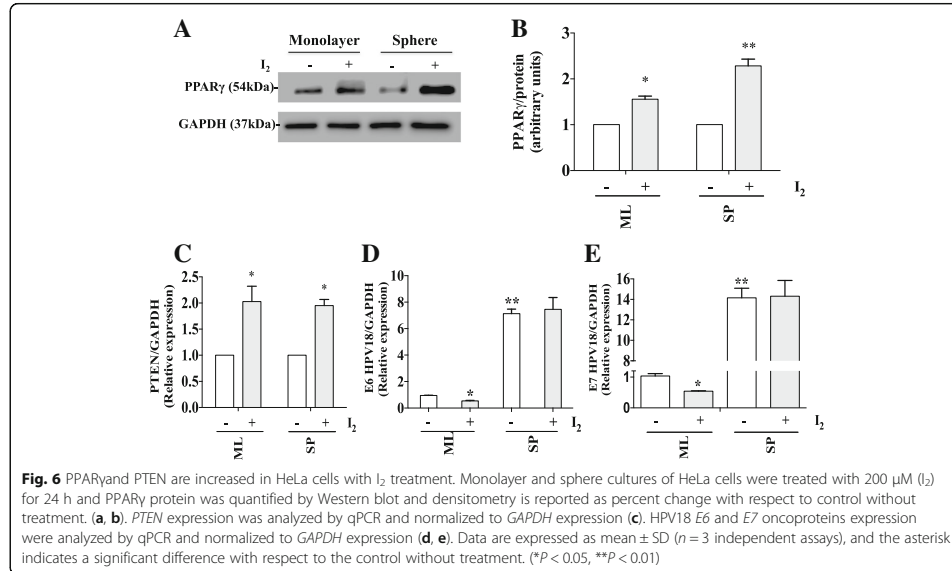 A
Monolayer Sphere
I₂
- + - +
PPARγ (54kDa)
GAPDH (37kDa)
B
PPARγ/protein
(arbitrary units)
3
2
1
0
* **
- + - + I₂
ML SP
C
PTEN/GAPDH
(Relative expression)
2.5
2.0
1.5
1.0
0.5
0.0
* *
- + - + I₂
ML SP
D
E6 HPV18/GAPDH
(Relative expression)
10
8
6
4
2
0
* **
- + - +
ML SP
E
E7 HPV18/GAPDH
(Relative expression)
16
14
12
10
8
1
0
* **
- + - + I₂
ML SP
Fig. 6 PPARγand PTEN are increased in HeLa cells with I₂ treatment. Monolayer and sphere cultures of HeLa cells were treated with 200 μM (I₂)
for 24 h and PPARγ protein was quantified by Western blot and densitometry is reported as percent change with respect to control without
treatment. (a, b). PTEN expression was analyzed by qPCR and normalized to GAPDH expression (c). HPV18 E6 and E7 oncoproteins expression
were analyzed by qPCR and normalized to GAPDH expression (d, e). Data are expressed as mean ± SD (n = 3 independent assays), and the asterisk
indicates a significant difference with respect to the control without treatment. (*P < 0.05, **P < 0.01)